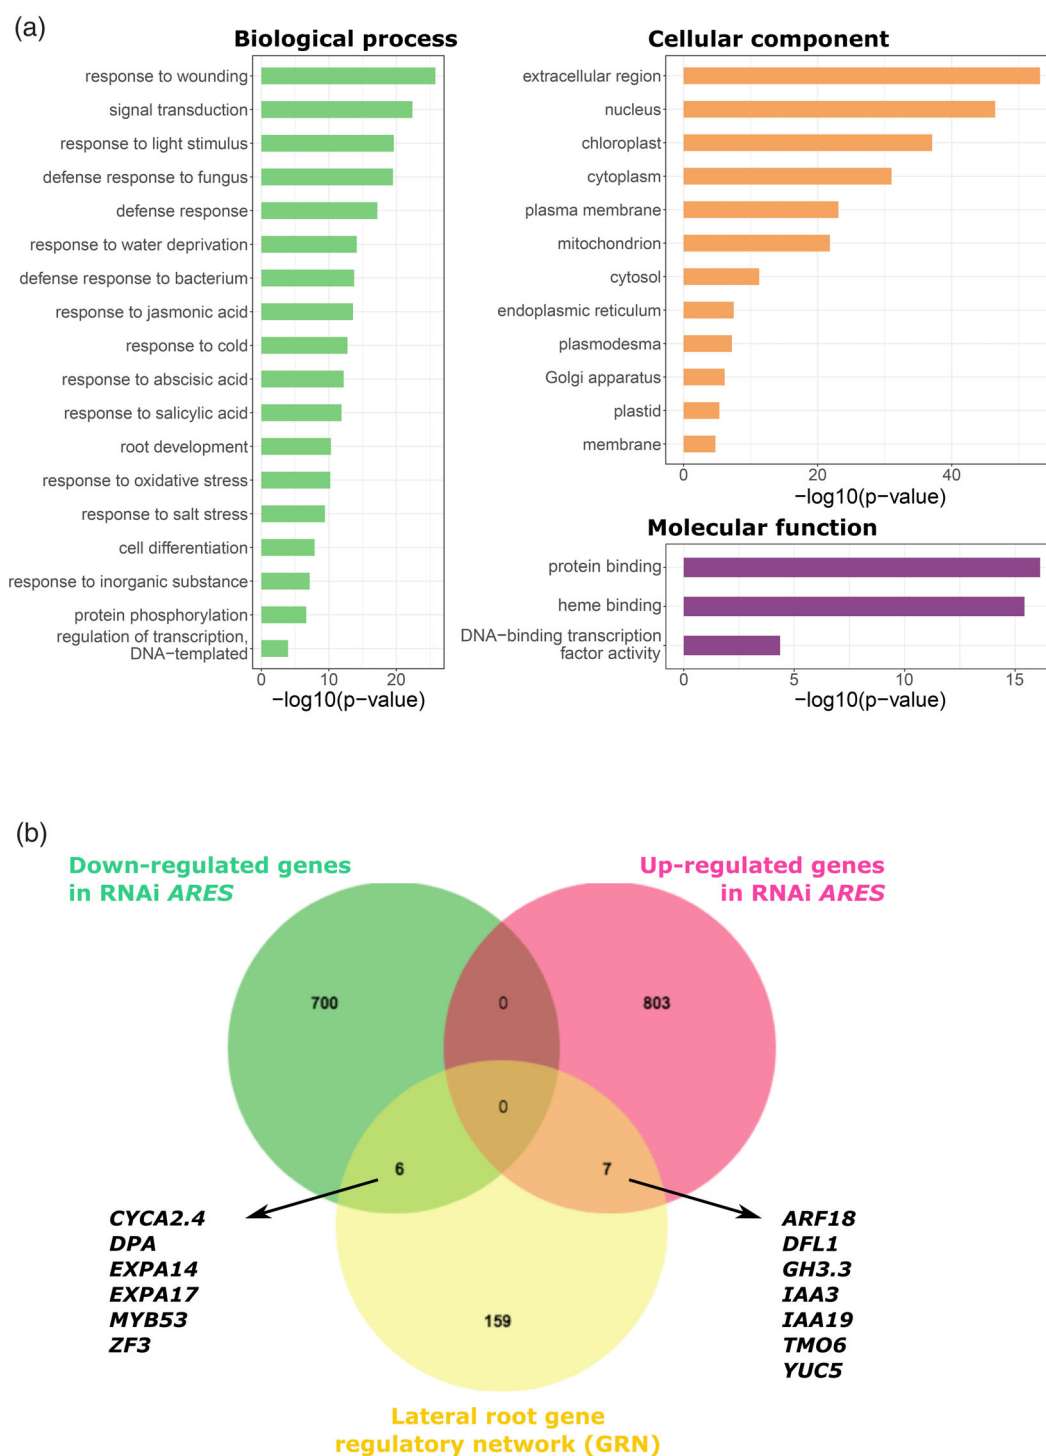 (a)
Biological process
response to wounding
signal transduction
response to light stimulus
defense response to fungus
defense response
response to water deprivation
defense response to bacterium
response to jasmonic acid
response to cold
response to abscisic acid
response to salicylic acid
root development
response to oxidative stress
response to salt stress
cell differentiation
response to inorganic substance
protein phosphorylation
regulation of transcription,
DNA−templated
0 10 20
−log10(p−value)
Cellular component
extracellular region
nucleus
chloroplast
cytoplasm
plasma membrane
mitochondrion
cytosol
endoplasmic reticulum
plasmodesma
Golgi apparatus
plastid
membrane
0 20 40
−log10(p−value)
Molecular function
protein binding
heme binding
DNA−binding transcription
factor activity
0 5 10 15
−log10(p−value)
(b)
Down-regulated genes
in RNAi ARES
Up-regulated genes
in RNAi ARES
700 0 803
0
6 7
CYCA2.4
DPA
EXPA14
EXPA17
MYB53
ZF3
ARF18
DFL1
GH3.3
IAA3
IAA19
TMO6
YUC5
159
Lateral root gene
regulatory network (GRN)